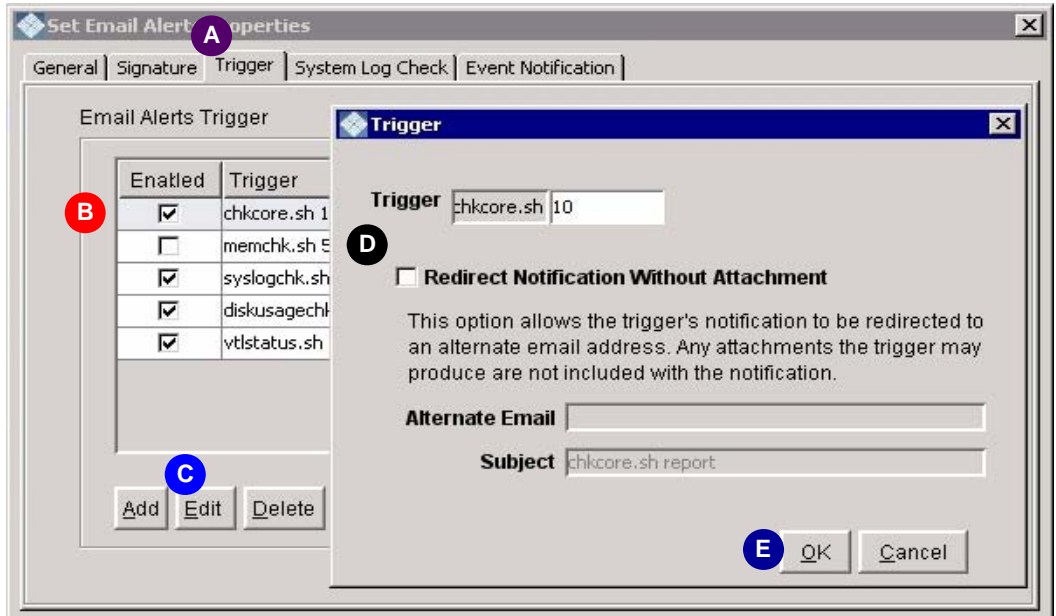 Set Email Alert operties
A
General Signature Trigger System Log Check Event Notification
Email Alerts Trigger
Enabled Trigger
B
chkcore.sh 1
memchk.sh 5
syslogchk.sh
diskusagechk
vtlstatus.sh
C
Add Edit Delete
Trigger
Trigger chkcore.sh 10
D
Redirect Notification Without Attachment
This option allows the trigger's notification to be redirected to
an alternate email address. Any attachments the trigger may
produce are not included with the notification.
Alternate Email
Subject chkcore.sh report
E
OK Cancel